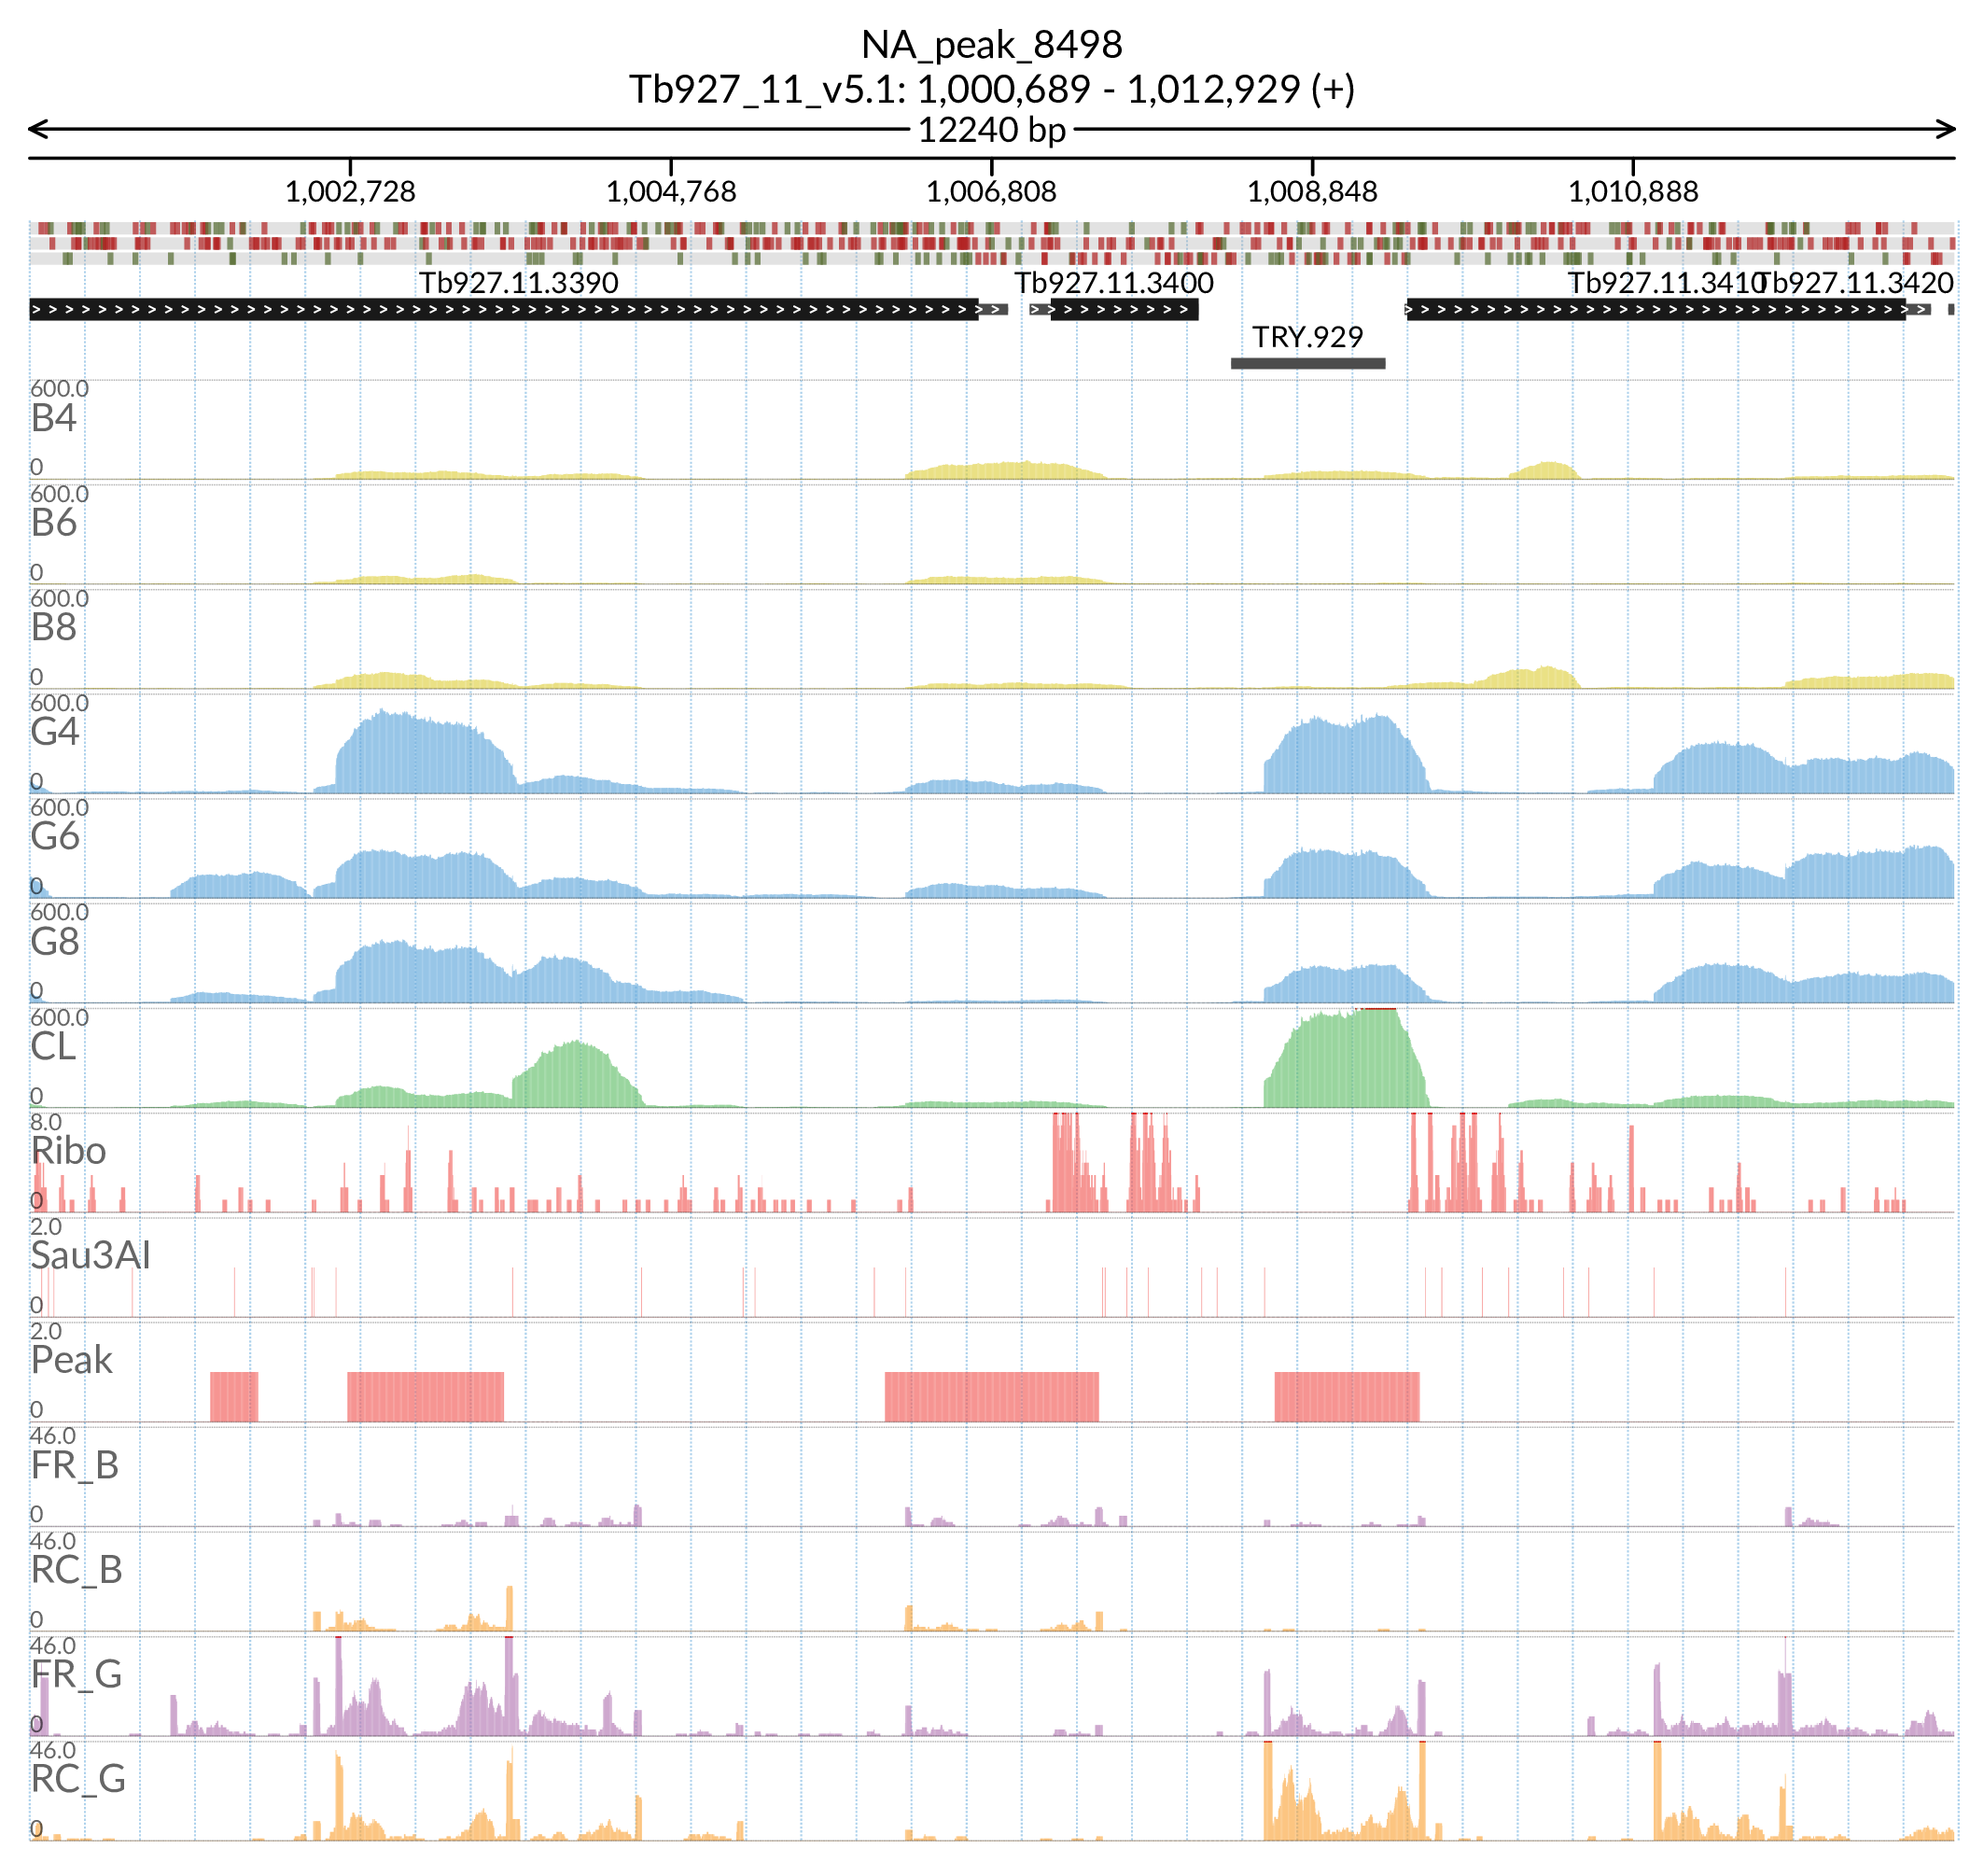 NA_peak_8498
Tb927_11_v5.1: 1,000,689 - 1,012,929 (+)
12240 bp
1,002,728 1,004,768 1,006,808 1,008,848 1,010,888
Tb927.11.3390 Tb927.11.3400 Tb927.11.3410 Tb927.11.3420
TRY.929
600.0
B4
0
600.0
B6
0
600.0
B8
0
600.0
G4
0
600.0
G6
0
600.0
G8
0
600.0
CL
0
8.0
Ribo
0
2.0
Sau3AI
0
2.0
Peak
0
46.0
FR_B
0
46.0
RC_B
0
46.0
FR_G
0
46.0
RC_G
0